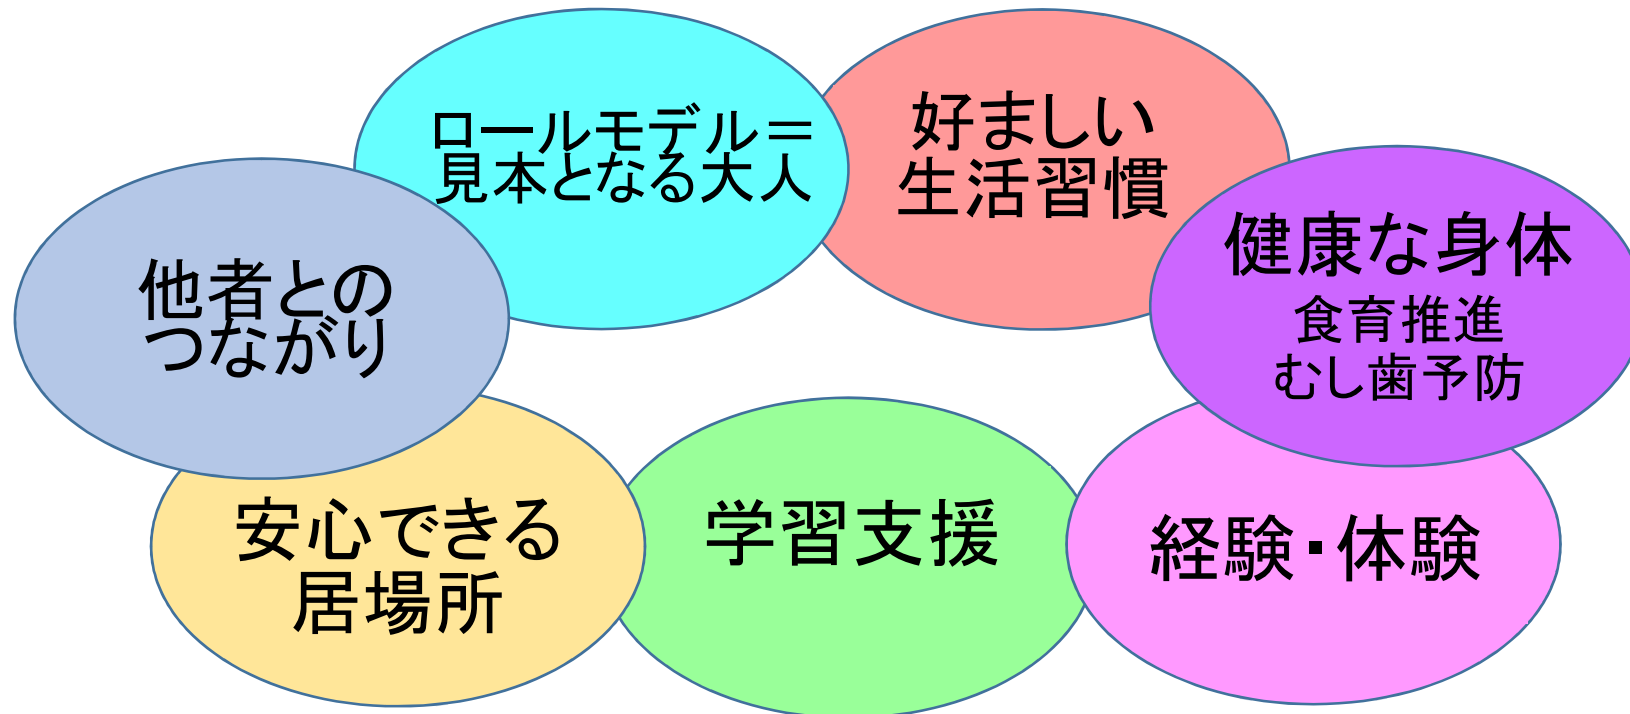 ロールモデル＝
見本となる大人
好ましい
生活習慣
他者との
つながり
健康な身体
食育推進
むし歯予防
安心できる
居場所
学習支援
経験・体験